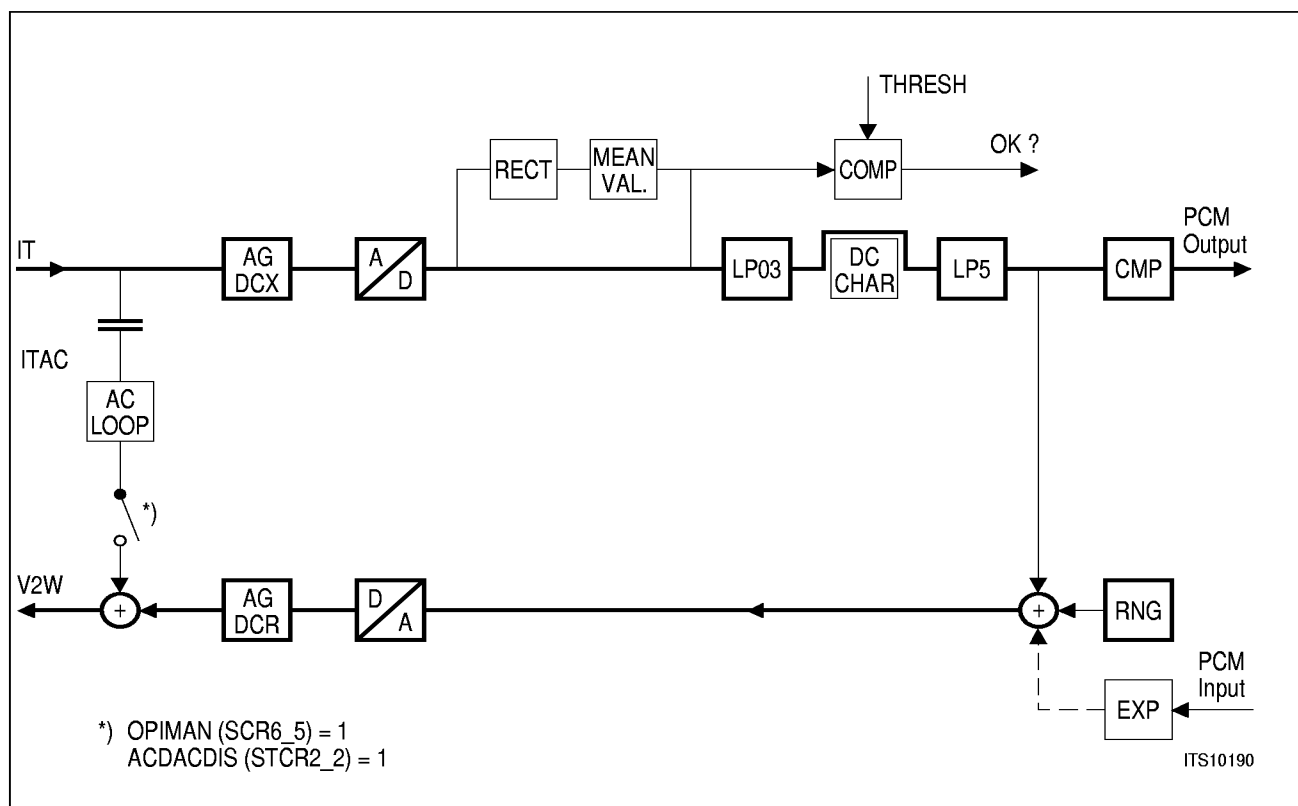 THRESH
OK ?
RECT
MEAN
VAL.
COMP
PCM
Output
IT
AG
DCX
A
D
LP03
DC
CHAR
LP5
CMP
ITAC
AC
LOOP
*)
V2W
+
AG
DCR
D
A
+
RNG
PCM
Input
EXP
*) OPIMAN (SCR6_5) = 1
ACDACDIS (STCR2_2) = 1
ITS10190